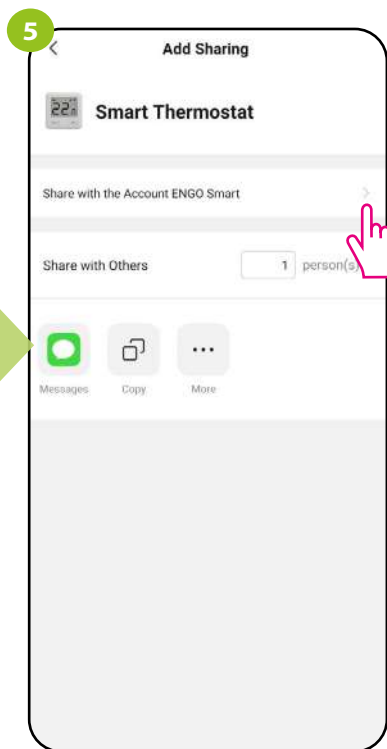 5
Add Sharing
22
Smart Thermostat
Share with the Account ENGO Smart
Share with Others 1 person(s)
Messages Copy More